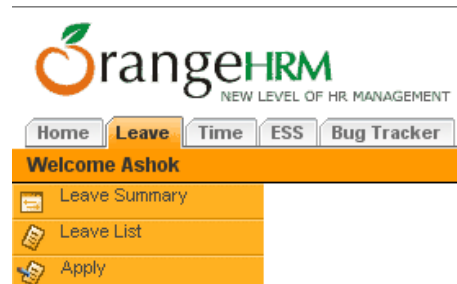 OrangeHRM
NEW LEVEL OF HR MANAGEMENT
Home Leave Time ESS Bug Tracker
Welcome Ashok
Leave Summary
Leave List
Apply